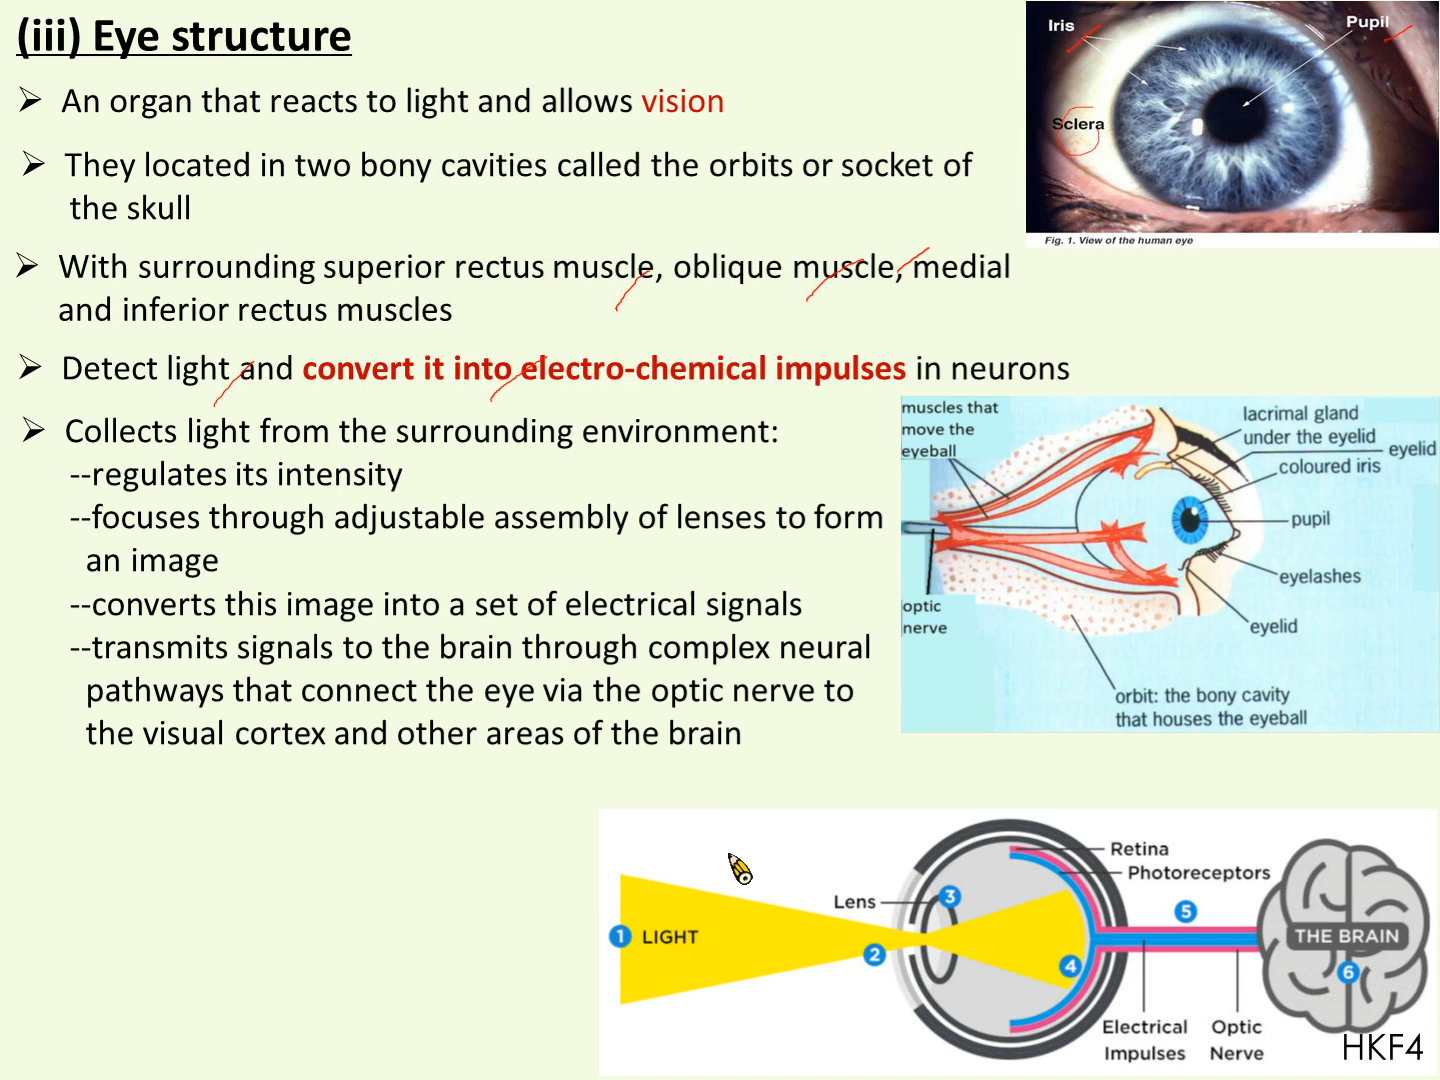 (iii) Eye structure
➢ An organ that reacts to light and allows vision
➢ They located in two bony cavities called the orbits or socket of
the skull
➢ With surrounding superior rectus muscle, oblique muscle, medial
and inferior rectus muscles
➢ Detect light and convert it into electro-chemical impulses in neurons
➢ Collects light from the surrounding environment:
--regulates its intensity
--focuses through adjustable assembly of lenses to form
an image
--converts this image into a set of electrical signals
--transmits signals to the brain through complex neural
pathways that connect the eye via the optic nerve to
the visual cortex and other areas of the brain
Iris
Pupil
Sclera
Fig. 1. View of the human eye
muscles that
move the
eyeball
lacrimal gland
under the eyelid
eyelid
coloured iris
pupil
eyelashes
eyelid
optic
nerve
orbit: the bony cavity
that houses the eyeball
Retina
Photoreceptors
Lens
3
5
1 LIGHT
2
4
THE BRAIN
6
Electrical
Impulses
Optic
Nerve
HKF4